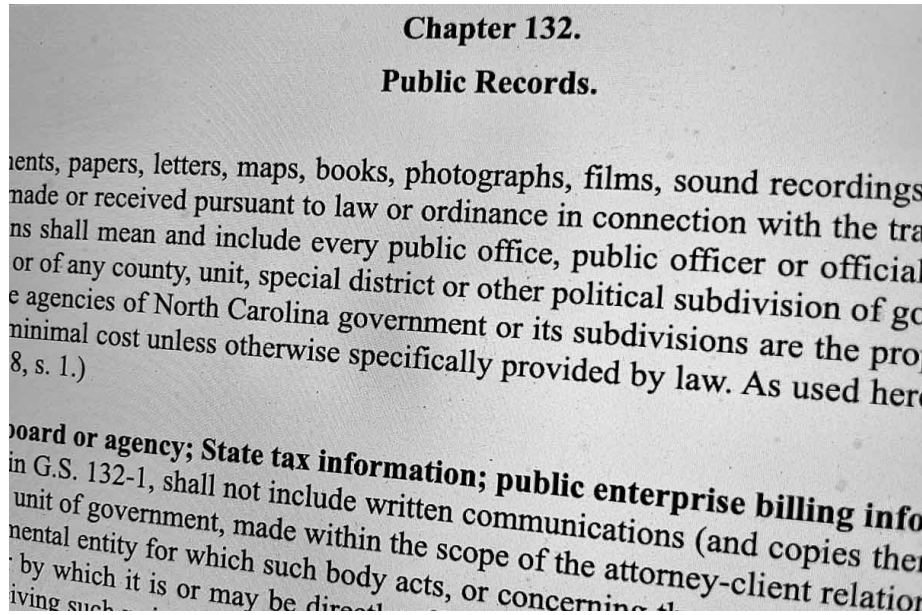 Chapter 132.
Public Records.
ents, papers, letters, maps, books, photographs, films, sound recordings
made or received pursuant to law or ordinance in connection with the tra
ns shall mean and include every public office, public officer or official
or of any county, unit, special district or other political subdivision of go
e agencies of North Carolina government or its subdivisions are the prop
minimal cost unless otherwise specifically provided by law. As used here
8, s. 1.)
board or agency; State tax information; public enterprise billing info
in G.S. 132-1, shall not include written communications (and copies ther
unit of government, made within the scope of the attorney-client relation
mental entity for which such body acts, or concerning
by which it is or may be
such